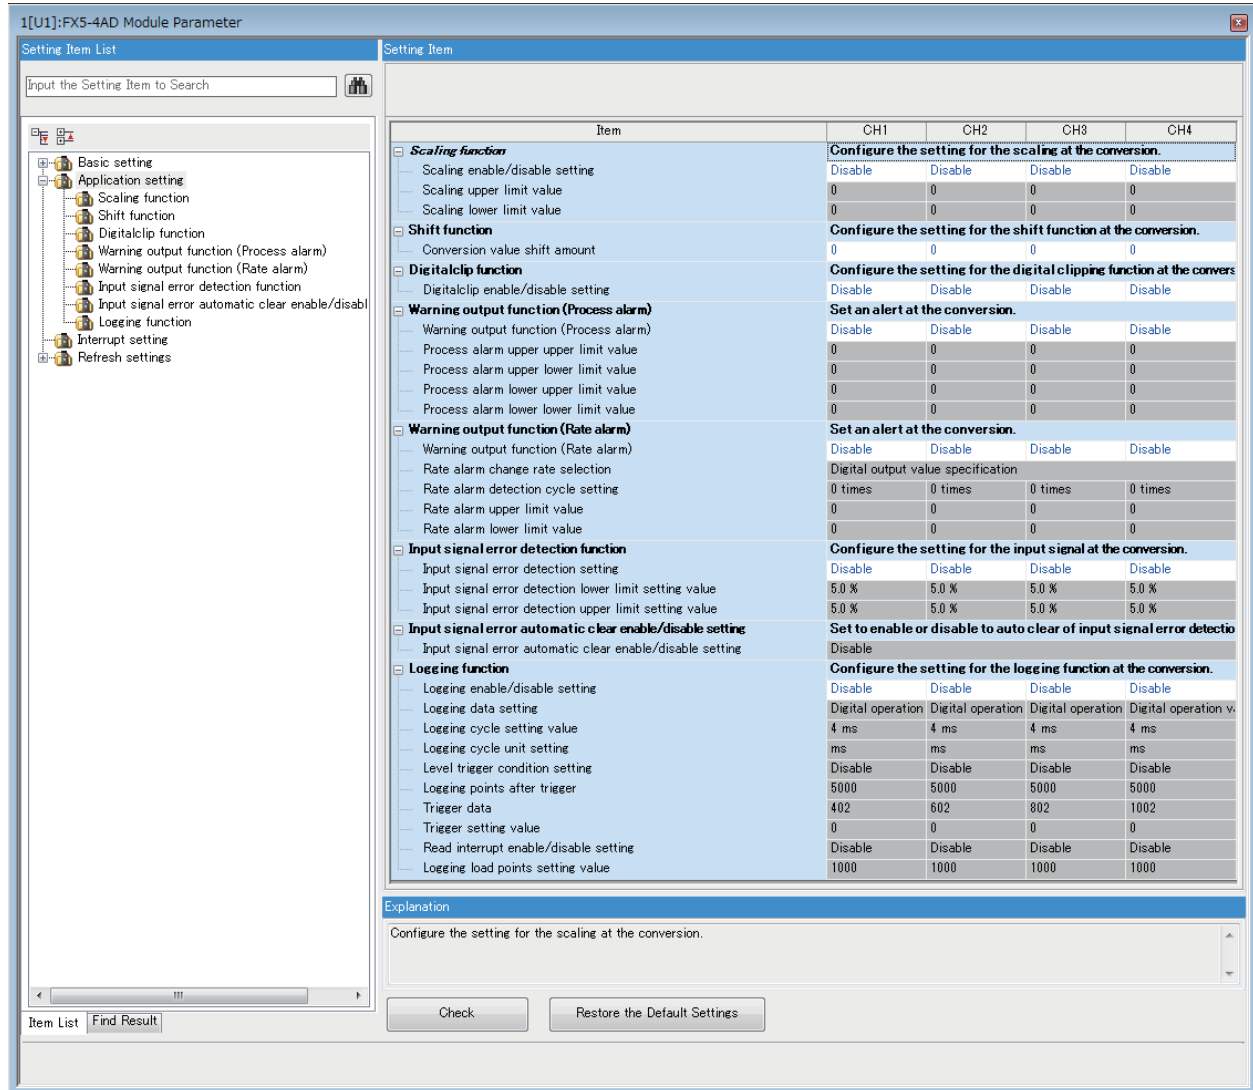 1[U1]:FX5-4AD Module Parameter
Setting Item List
Input the Setting Item to Search
Basic setting
Application setting
Scaling function
Shift function
Digitalclip function
Warning output function (Process alarm)
Warning output function (Rate alarm)
Input signal error detection function
Input signal error automatic clear enable/disabl
Logging function
Interrupt setting
Refresh settings
Item List Find Result
Setting Item
Item CH1 CH2 CH3 CH4
Scaling function Configure the setting for the scaling at the conversion.
Scaling enable/disable setting Disable Disable Disable Disable
Scaling upper limit value 0 0 0 0
Scaling lower limit value 0 0 0 0
Shift function Configure the setting for the shift function at the conversion.
Conversion value shift amount 0 0 0 0
Digitalclip function Configure the setting for the digital clipping function at the convers
Digitalclip enable/disable setting Disable Disable Disable Disable
Warning output function (Process alarm) Set an alert at the conversion.
Warning output function (Process alarm) Disable Disable Disable Disable
Process alarm upper upper limit value 0 0 0 0
Process alarm upper lower limit value 0 0 0 0
Process alarm lower upper limit value 0 0 0 0
Process alarm lower lower limit value 0 0 0 0
Warning output function (Rate alarm) Set an alert at the conversion.
Warning output function (Rate alarm) Disable Disable Disable Disable
Rate alarm change rate selection Digital output value specification
Rate alarm detection cycle setting 0 times 0 times 0 times 0 times
Rate alarm upper limit value 0 0 0 0
Rate alarm lower limit value 0 0 0 0
Input signal error detection function Configure the setting for the input signal at the conversion.
Input signal error detection setting Disable Disable Disable Disable
Input signal error detection lower limit setting value 5.0 % 5.0 % 5.0 % 5.0 %
Input signal error detection upper limit setting value 5.0 % 5.0 % 5.0 % 5.0 %
Input signal error automatic clear enable/disable setting Set to enable or disable to auto clear of input signal error detectio
Input signal error automatic clear enable/disable setting Disable
Logging function Configure the setting for the logging function at the conversion.
Logging enable/disable setting Disable Disable Disable Disable
Logging data setting Digital operation Digital operation Digital operation Digital operation v
Logging cycle setting value 4 ms 4 ms 4 ms 4 ms
Logging cycle unit setting ms ms ms ms
Level trigger condition setting Disable Disable Disable Disable
Logging points after trigger 5000 5000 5000 5000
Trigger data 402 602 802 1002
Trigger setting value 0 0 0 0
Read interrupt enable/disable setting Disable Disable Disable Disable
Logging load points setting value 1000 1000 1000 1000
Explanation
Configure the setting for the scaling at the conversion.
Check Restore the Default Settings